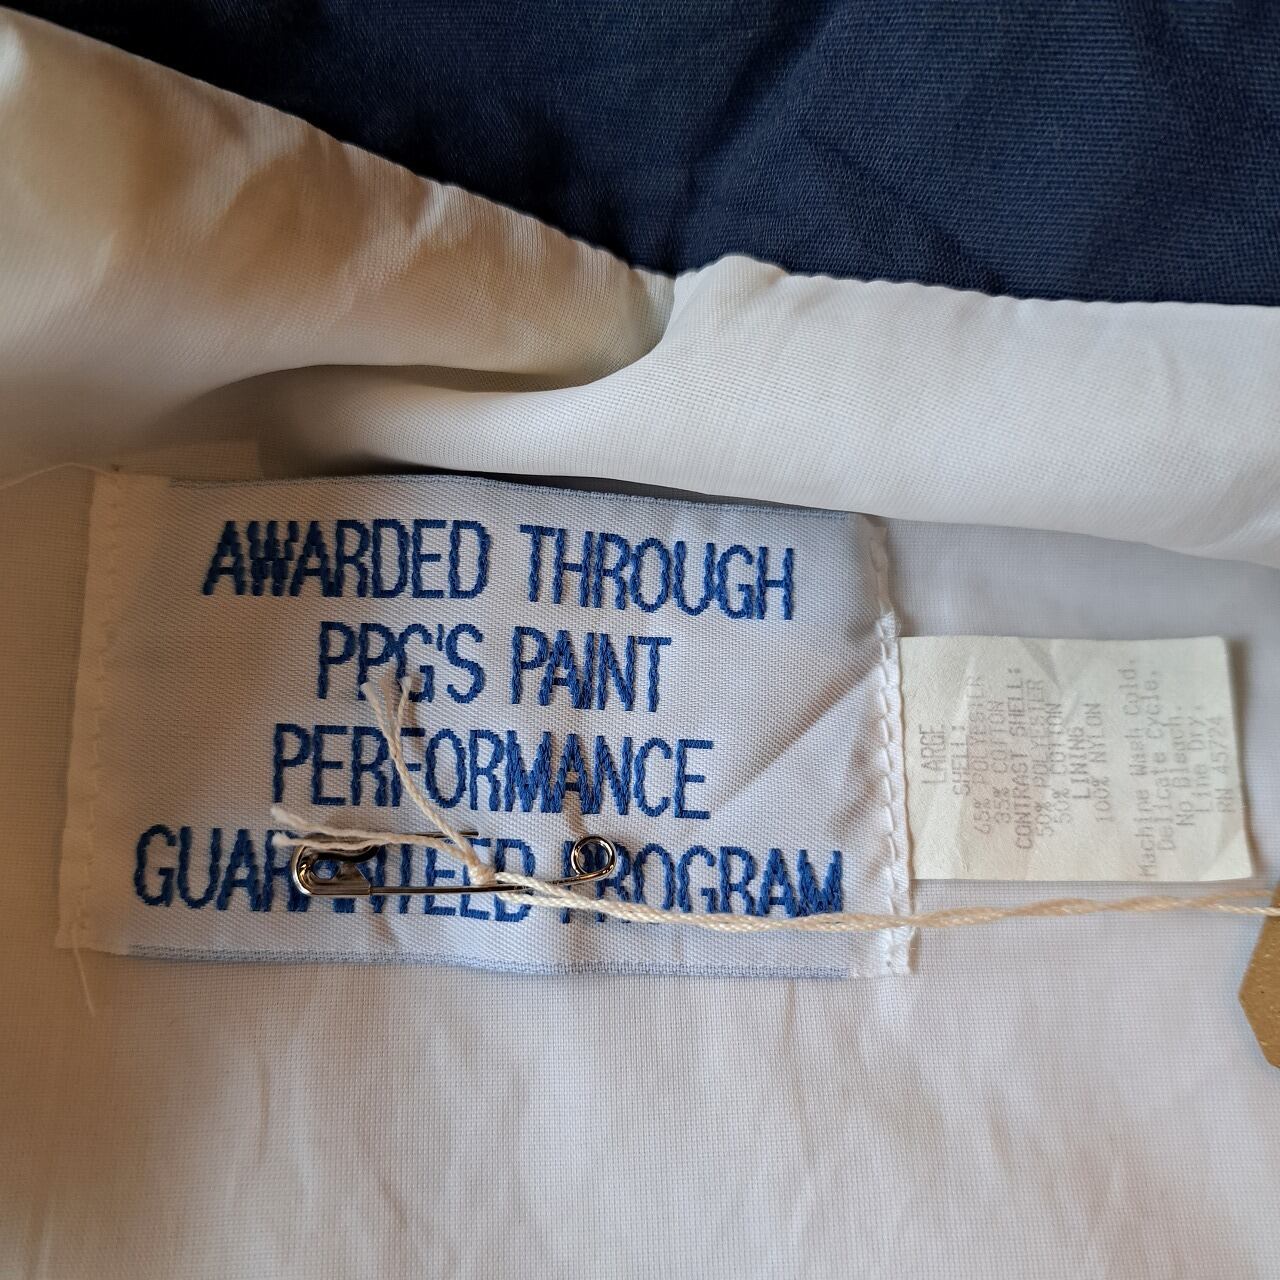 AWARDED THROUGH
PPG'S PAINT
PERFORMANCE
GUARANTEED PROGRAM
LARGE
SHELL:
65% POLYESTER
35% COTTON
CONTRAST SHELL:
50% POLYESTER
50% COTTON
LINING
100% NYLON
Machine Wash Cold.
Delicate Cycle,
No Bleach.
Line Dry.
RN 45724